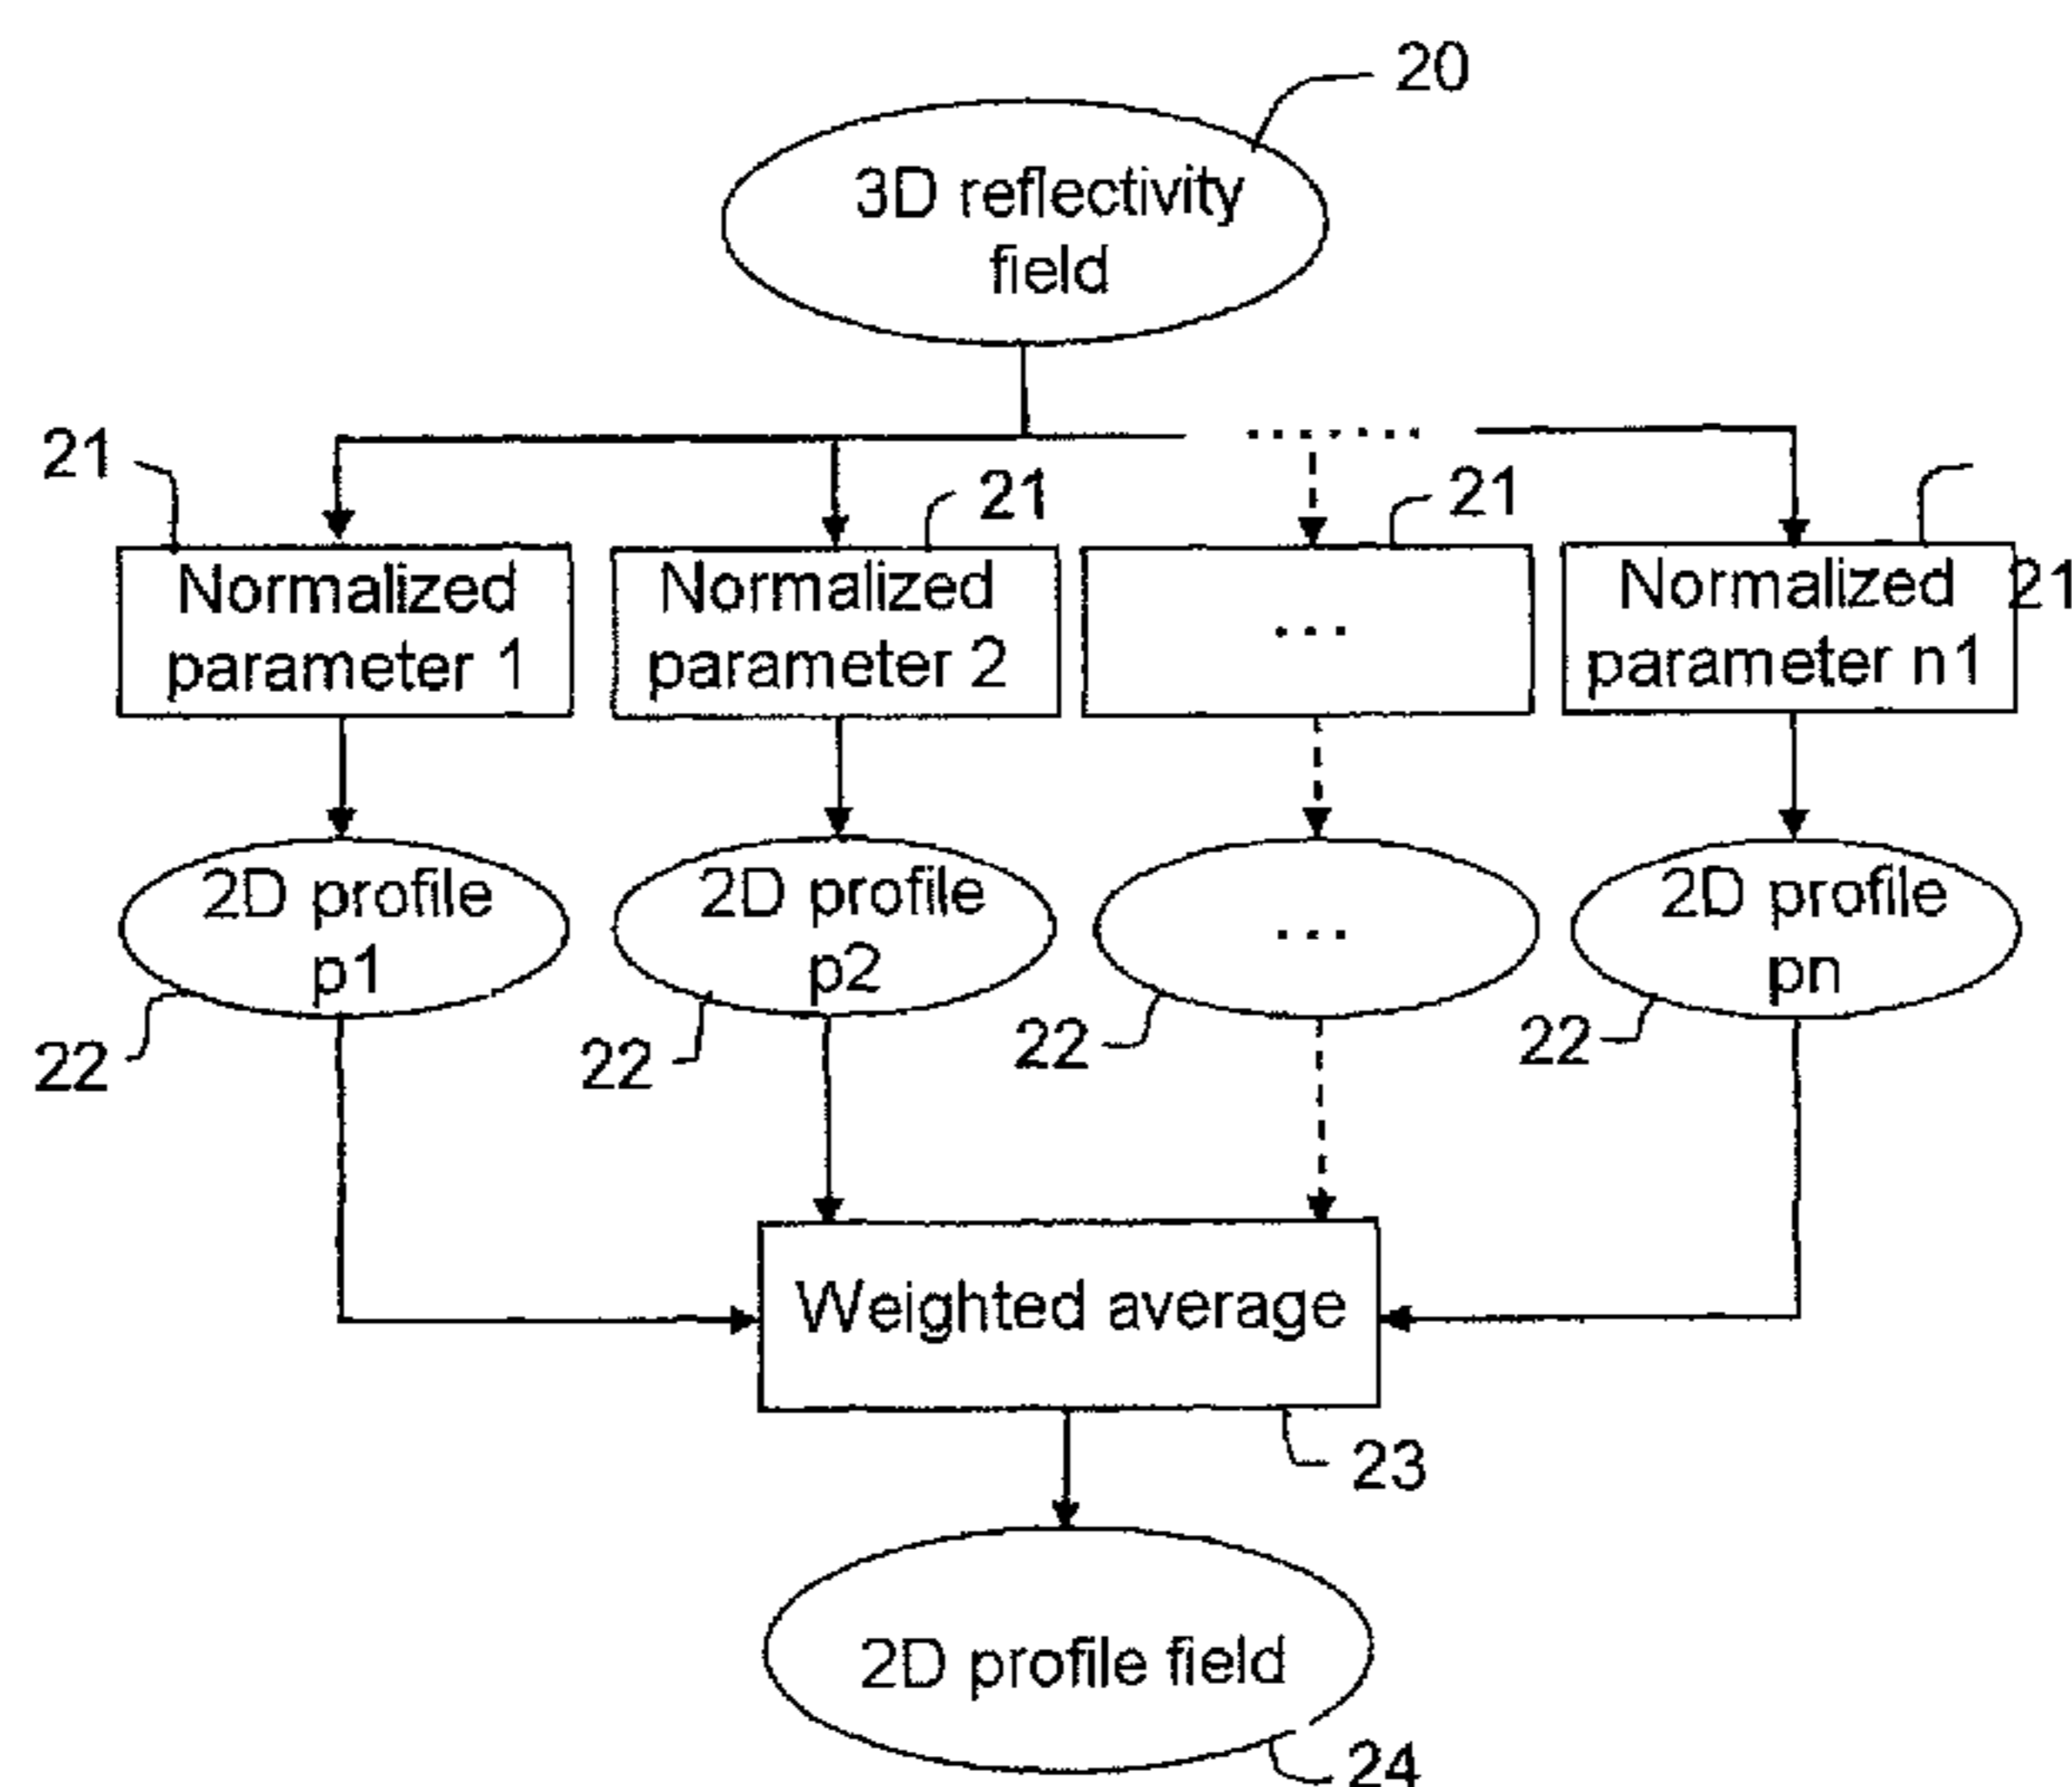 20
3D reflectivity
field
21
21
21
21
Normalized
parameter 1
Normalized
parameter 2
...
Normalized
parameter n1
2D profile
p1
2D profile
p2
...
2D profile
pn
22
22
22
22
Weighted average
23
2D profile field
24